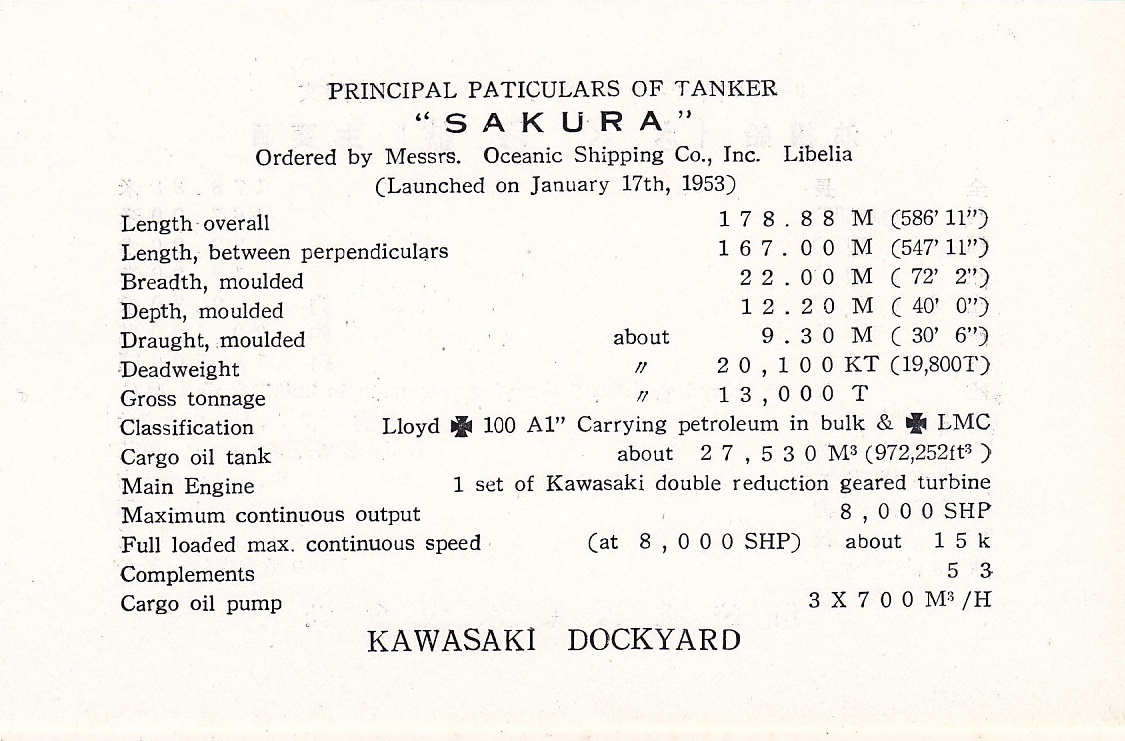 PRINCIPAL PATICULARS OF TANKER
“SAKURA”
Ordered by Messrs. Oceanic Shipping Co., Inc. Libelia
(Launched on January 17th, 1953)
Length overall 178.88 M (586’ 11”)
Length, between perpendiculars 167.00 M (547’ 11”)
Breadth, moulded 22.00 M ( 72’ 2”)
Depth, moulded 12.20 M ( 40’ 0”)
Draught, moulded about 9.30 M ( 30’ 6”)
Deadweight 〃 20,100 KT (19,800T)
Gross tonnage 〃 13,000 T
Classification Lloyd ✠ 100 A1” Carrying petroleum in bulk & ✠ LMC
Cargo oil tank about 27,530 M³ (972,252ft³ )
Main Engine 1 set of Kawasaki double reduction geared turbine
Maximum continuous output 8,000 SHP
Full loaded max. continuous speed (at 8,000 SHP) about 15 k
Complements 53
Cargo oil pump 3 X 700 M³/H
KAWASAKI DOCKYARD